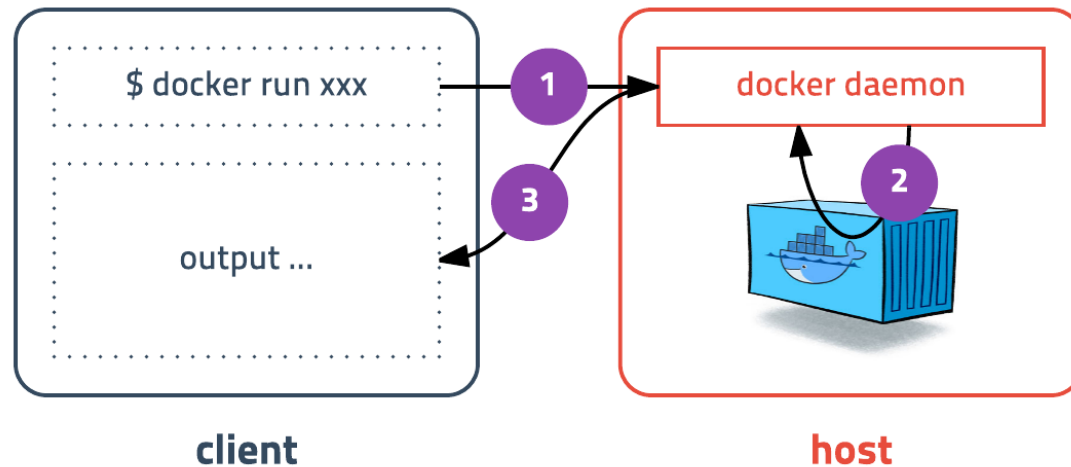 $ docker run xxx
1
docker daemon
3
2
output ...
client
host